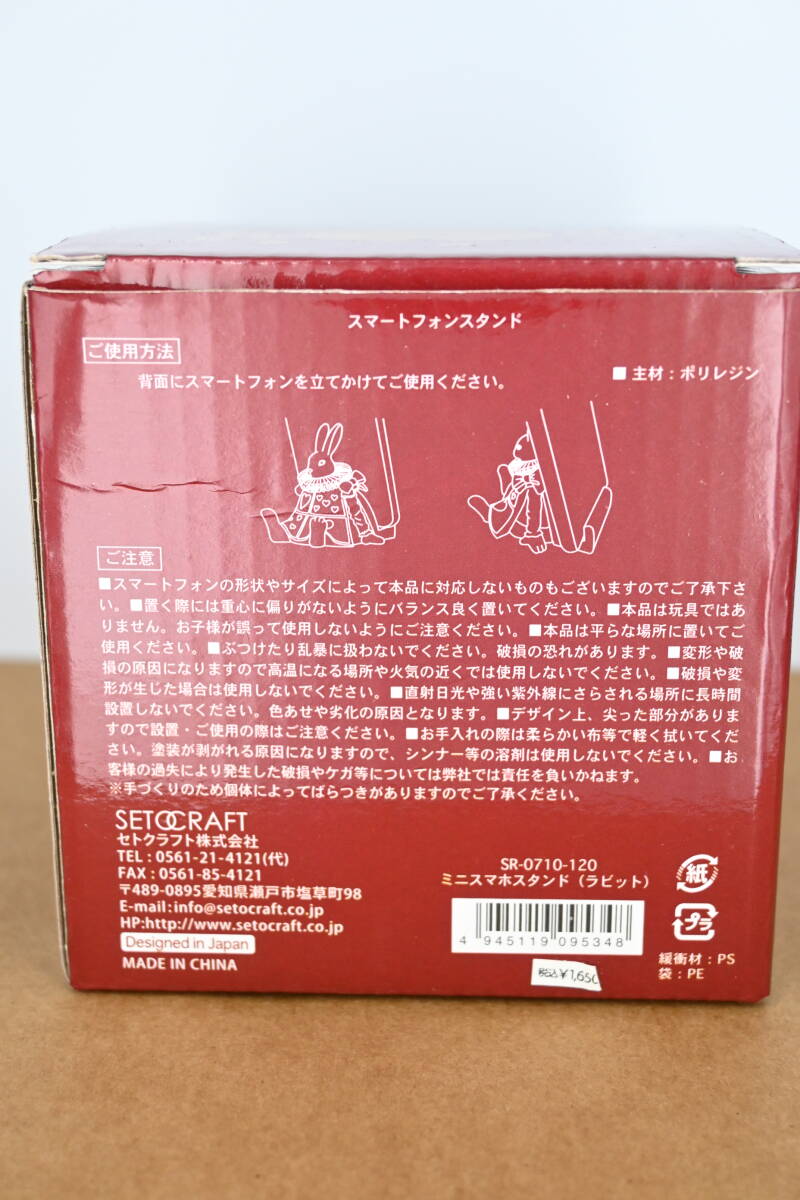 スマートフォンスタンド
ご使用方法
背面にスマートフォンを立てかけてご使用ください。
■主材：ポリレジン
ご注意
■スマートフォンの形状やサイズによって本品に対応しないものもございますのでご了承下さ
い。■置く際には重心に偏りがないようにバランス良く置いてください。■本品は玩具ではあ
りません。お子様が誤って使用しないようにご注意ください。■本品は平らな場所に置いてご
使用ください。■ぶつけたり乱暴に扱わないでください。破損の恐れがあります。■変形や破
損の原因になりますので高温になる場所や火気の近くでは使用しないでください。■破損や変
形が生じた場合は使用しないでください。■直射日光や強い紫外線にさらされる場所に長時間
設置しないでください。色あせや劣化の原因となります。■デザイン上、尖った部分がありま
すので設置・ご使用の際はご注意ください。■お手入れの際は柔らかい布等で軽く拭いてくだ
さい。塗装が剥がれる原因になりますので、シンナー等の溶剤は使用しないでください。■お
客様の過失により発生した破損やケガ等については弊社では責任を負いかねます。
※手づくりのため個体によってばらつきがありますのでご了承ください。
SETOCRAFT
セトクラフト株式会社
TEL : 0561-21-4121(代)
FAX : 0561-85-4121
〒489-0895愛知県瀬戸市塩草町98
E-mail : info@setocraft.co.jp
HP:http://www.setocraft.co.jp
Designed in Japan
MADE IN CHINA
SR-0710-120
ミニスマホスタンド（ラビット）
4 945119 095348
税込¥1,650
紙
プラ
緩衝材：PS
袋：PE